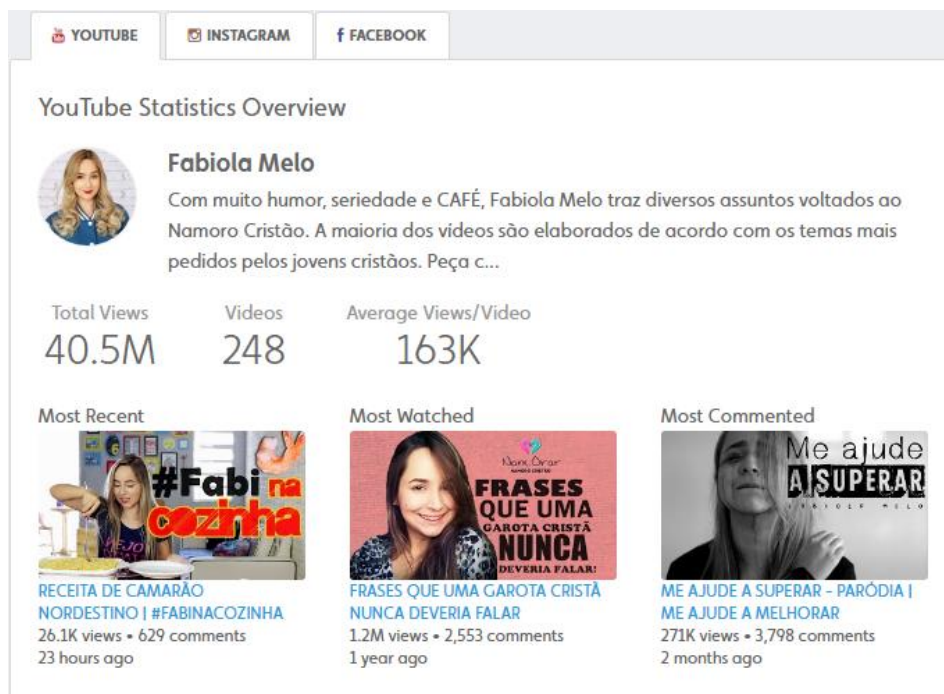 YOUTUBE
INSTAGRAM
FACEBOOK
YouTube Statistics Overview
Fabiola Melo
Com muito humor, seriedade e CAFÉ, Fabiola Melo traz diversos assuntos voltados ao
Namoro Cristão. A maioria dos vídeos são elaborados de acordo com os temas mais
pedidos pelos jovens cristãos. Peça c...
Total Views
Videos
Average Views/Video
40.5M
248
163K
Most Recent
#Fabi na
cozinha
RECEITA DE CAMARÃO
NORDESTINO | #FABINACOZINHA
26.1K views • 629 comments
23 hours ago
Most Watched
NAMORO CRISTÃO
FRASES
QUE UMA
GAROTA CRISTÃ
NUNCA
DEVERIA FALAR!
FRASES QUE UMA GAROTA CRISTÃ
NUNCA DEVERIA FALAR
1.2M views • 2,553 comments
1 year ago
Most Commented
Me ajude
A SUPERAR
FABIOLA MELO
ME AJUDE A SUPERAR - PARÓDIA |
ME AJUDE A MELHORAR
271K views • 3,798 comments
2 months ago